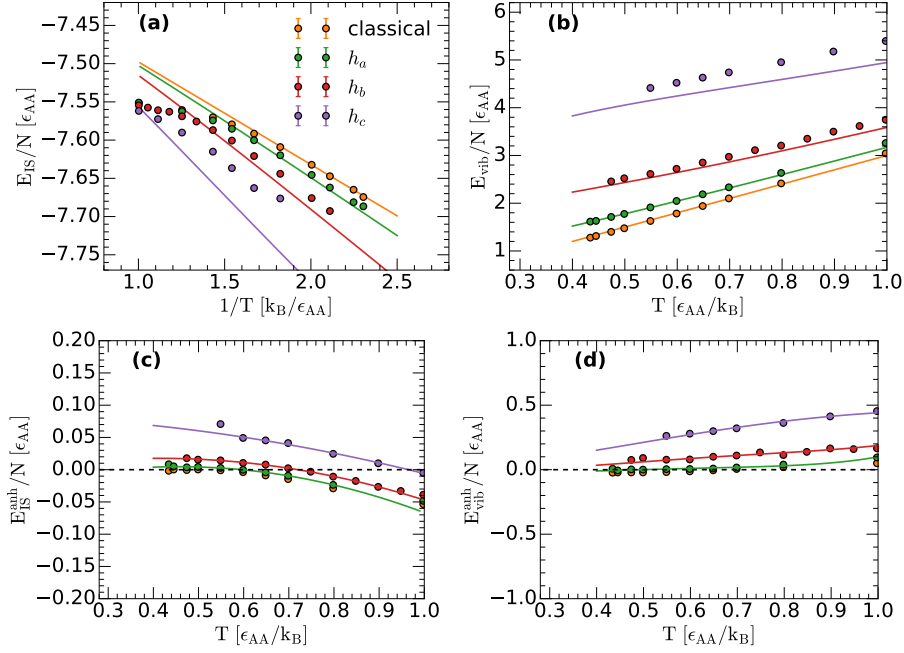 (a)
classical
h_a
h_b
h_c
−7.45
−7.50
−7.55
−7.60
−7.65
−7.70
−7.75
E_IS/N [ϵ_AA]
1.0 1.5 2.0 2.5
1/T [k_B/ϵ_AA]
(b)
6
5
4
3
2
1
E_vib/N [ϵ_AA]
0.3 0.4 0.5 0.6 0.7 0.8 0.9 1.0
T [ϵ_AA/k_B]
(c)
0.20
0.15
0.10
0.05
0.00
−0.05
−0.10
−0.15
−0.20
E_IS^anh/N [ϵ_AA]
0.3 0.4 0.5 0.6 0.7 0.8 0.9 1.0
T [ϵ_AA/k_B]
(d)
1.0
0.5
0.0
−0.5
−1.0
E_vib^anh/N [ϵ_AA]
0.3 0.4 0.5 0.6 0.7 0.8 0.9 1.0
T [ϵ_AA/k_B]